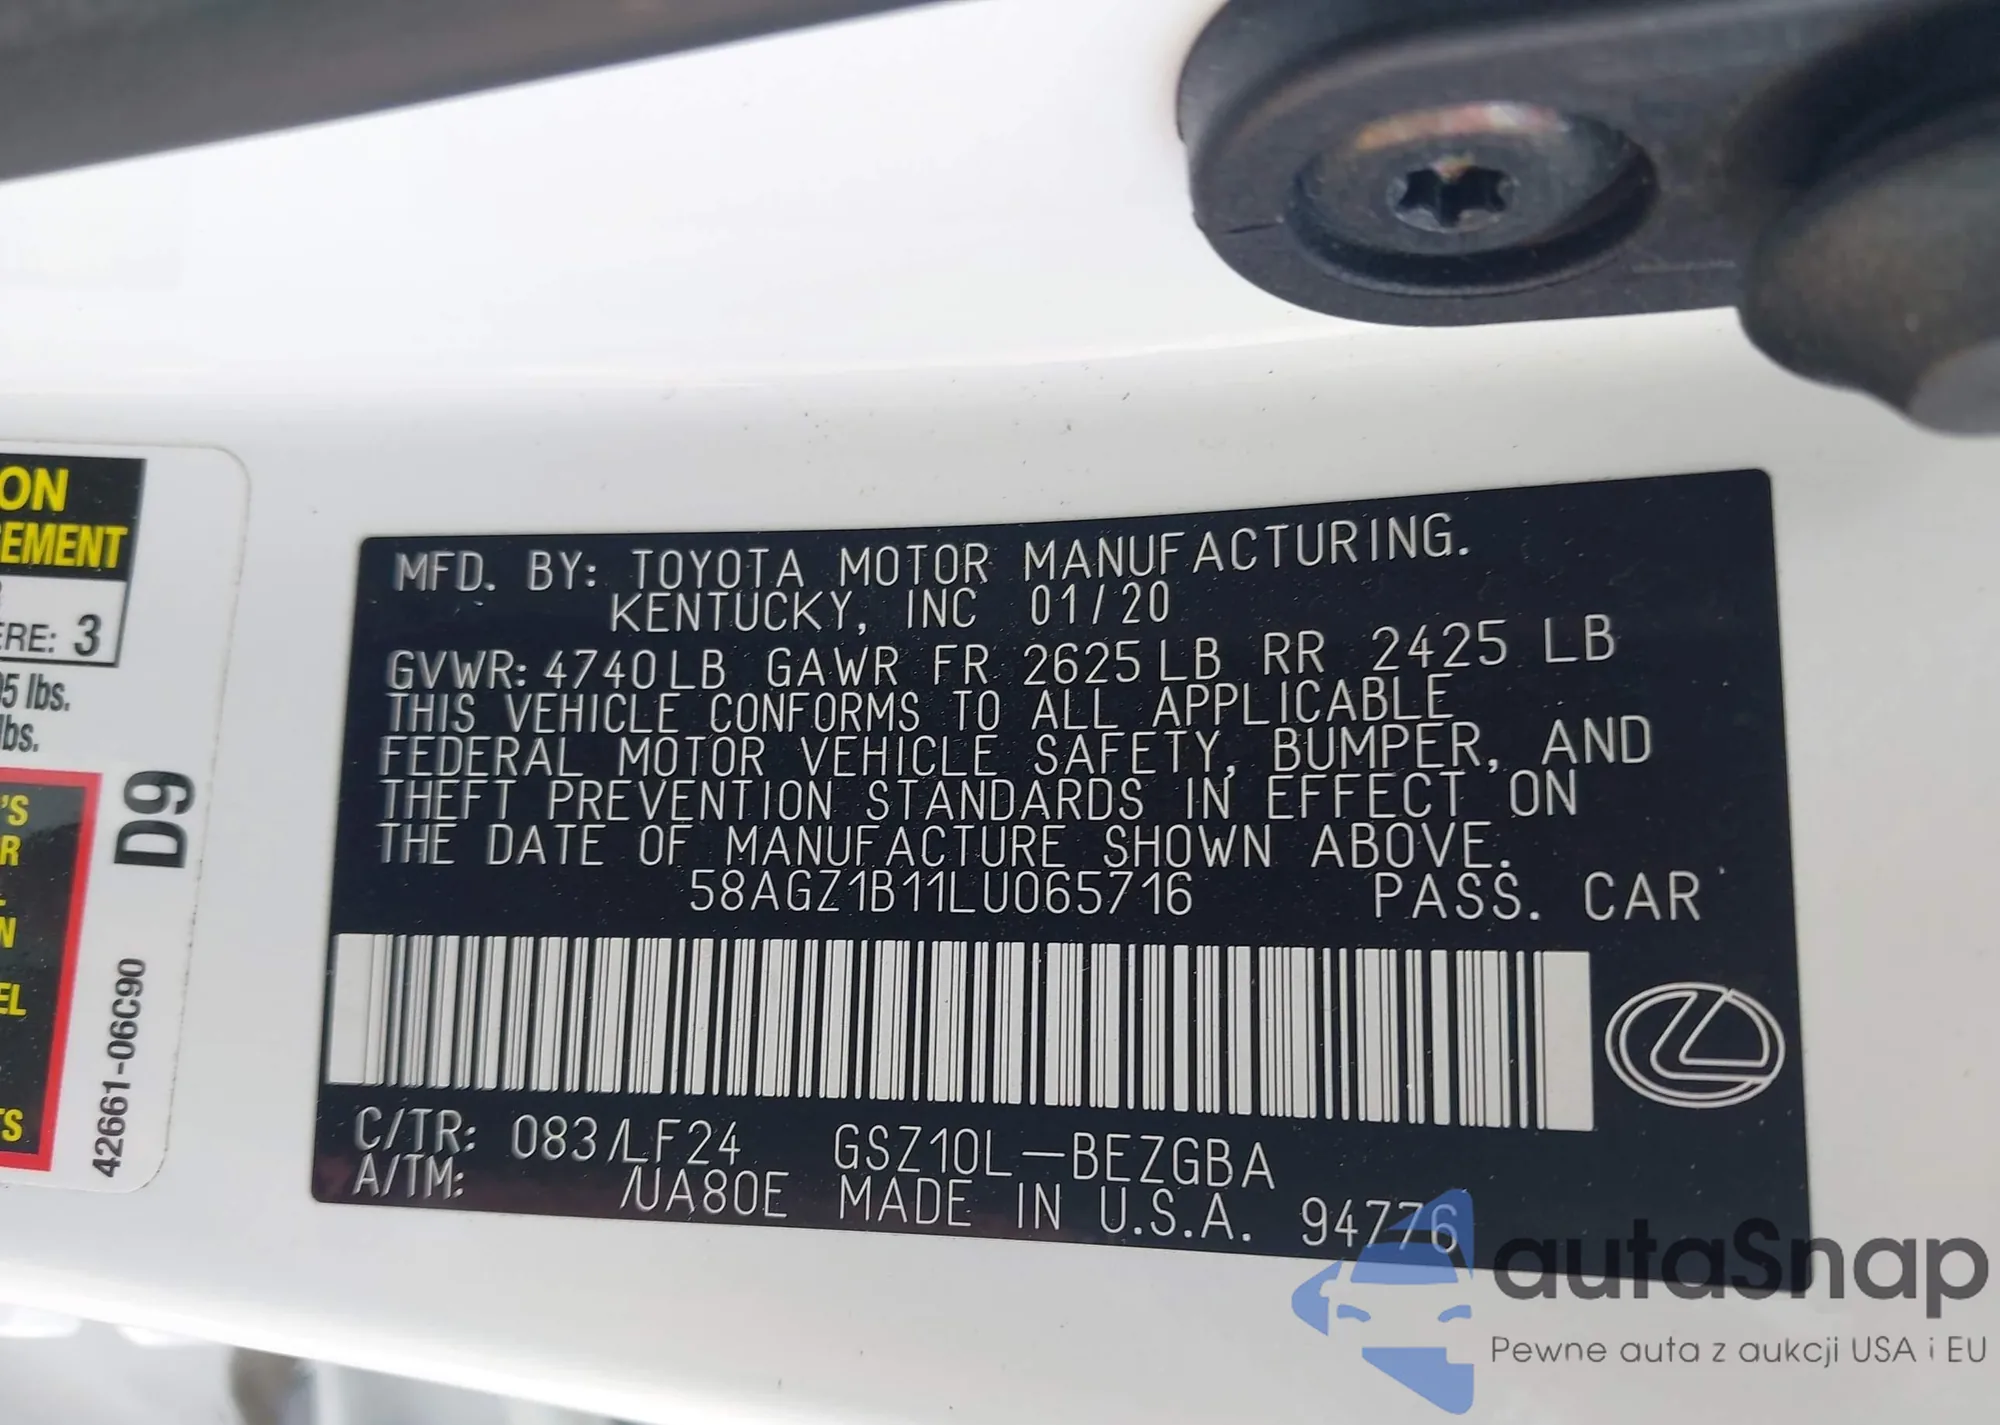 ON
EMENT
ERE: 3
95 lbs.
lbs.
'S
R
N
EL
TS
D9
42661-06C90
MFD. BY: TOYOTA MOTOR MANUFACTURING.
KENTUCKY, INC 01/20
GVWR: 4740LB GAWR FR 2625LB RR 2425 LB
THIS VEHICLE CONFORMS TO ALL APPLICABLE
FEDERAL MOTOR VEHICLE SAFETY, BUMPER, AND
THEFT PREVENTION STANDARDS IN EFFECT ON
THE DATE OF MANUFACTURE SHOWN ABOVE.
58AGZ1B11LU065716 PASS. CAR
C/TR: 083/LF24 GSZ10L-BEZGBA
A/TM: /UA80E MADE IN U.S.A. 94776
autaSnap
Pewne auta z aukcji USA i EU